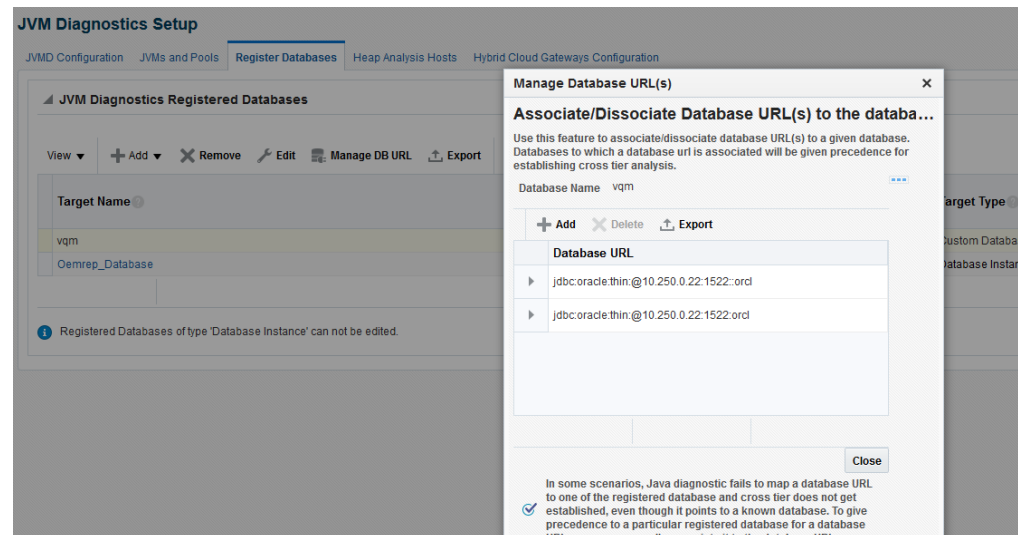 JVM Diagnostics Setup
JVMD Configuration JVMs and Pools Register Databases Heap Analysis Hosts Hybrid Cloud Gateways Configuration
JVM Diagnostics Registered Databases
View Add Remove Edit Manage DB URL Export
Target Name
arget Type
vqm
ustom Databa
Oemrep_Database
atabase Instan
Registered Databases of type 'Database Instance' can not be edited.
Manage Database URL(s)
Associate/Dissociate Database URL(s) to the databa...
Use this feature to associate/dissociate database URL(s) to a given database.
Databases to which a database url is associated will be given precedence for
establishing cross tier analysis.
Database Name vqm
Add Delete Export
Database URL
jdbc:oracle:thin:@10.250.0.22:1522::orcl
jdbc:oracle:thin:@10.250.0.22:1522:orcl
Close
In some scenarios, Java diagnostic fails to map a database URL
to one of the registered database and cross tier does not get
established, even though it points to a known database. To give
precedence to a particular registered database for a database